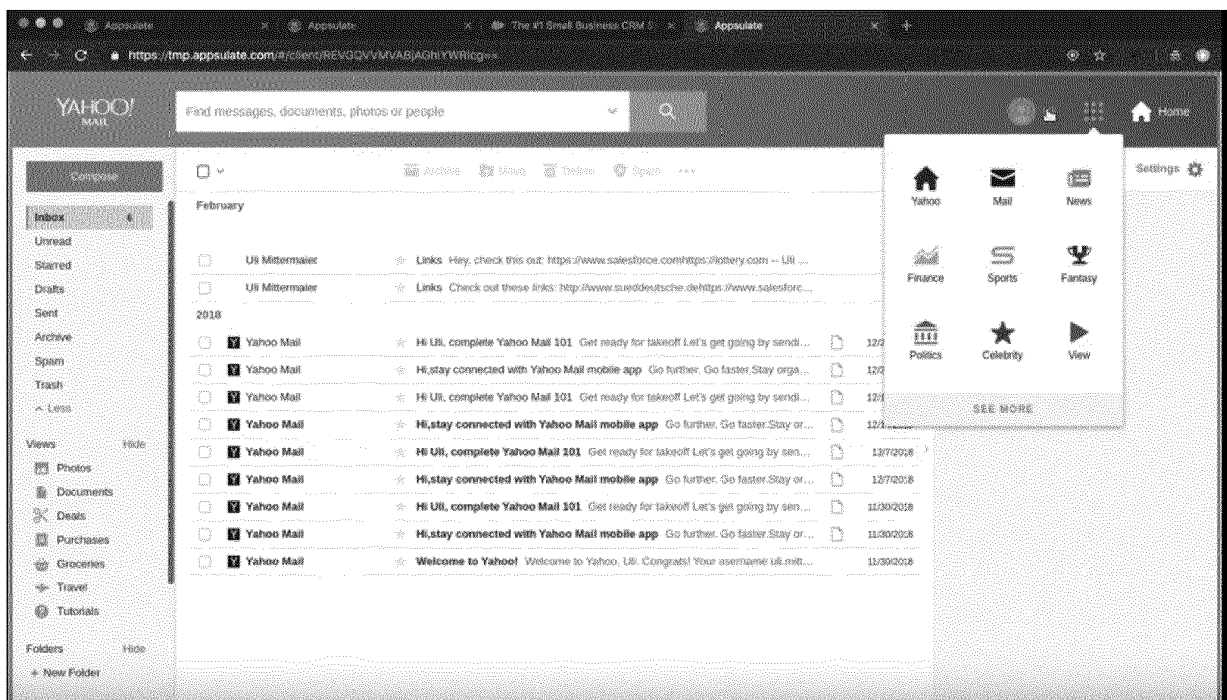 Appsulate
Appsulate
The #1 Small Business CRM S
Appsulate
https://tmp.appsulate.com/#/client/REVGQVVMVABjAGhIYWRlcg==
YAHOO! MAIL
Find messages, documents, photos or people
Home
Compose
Archive Move Delete Spam •••
Settings
Inbox 6
Unread
Starred
Drafts
Sent
Archive
Spam
Trash
Less
Views Hide
Photos
Documents
Deals
Purchases
Groceries
Travel
Tutorials
Folders Hide
+ New Folder
February
Uli Mittermaier Links Hey, check this out: https://www.salesforce.comhttps://lottery.com -- Uli ...
Uli Mittermaier Links Check out these links: http://www.sueddeutsche.dehttps://www.salesforc...
2018
Yahoo Mail Hi Uli, complete Yahoo Mail 101 Get ready for takeoff Let's get going by sendi... 12/2
Yahoo Mail Hi,stay connected with Yahoo Mail mobile app Go further. Go faster.Stay orga... 12/2
Yahoo Mail Hi Uli, complete Yahoo Mail 101 Get ready for takeoff Let's get going by sendi... 12/1
Yahoo Mail Hi,stay connected with Yahoo Mail mobile app Go further. Go faster.Stay or...
Yahoo Mail Hi Uli, complete Yahoo Mail 101 Get ready for takeoff Let's get going by sen... 12/7/2018
Yahoo Mail Hi,stay connected with Yahoo Mail mobile app Go further. Go faster.Stay or... 12/7/2018
Yahoo Mail Hi Uli, complete Yahoo Mail 101 Get ready for takeoff Let's get going by sen... 11/30/2018
Yahoo Mail Hi,stay connected with Yahoo Mail mobile app Go further. Go faster.Stay or... 11/30/2018
Yahoo Mail Welcome to Yahoo! Welcome to Yahoo, Uli. Congrats! Your username uli.mitt... 11/30/2018
Yahoo Mail News
Finance Sports Fantasy
Politics Celebrity View
SEE MORE